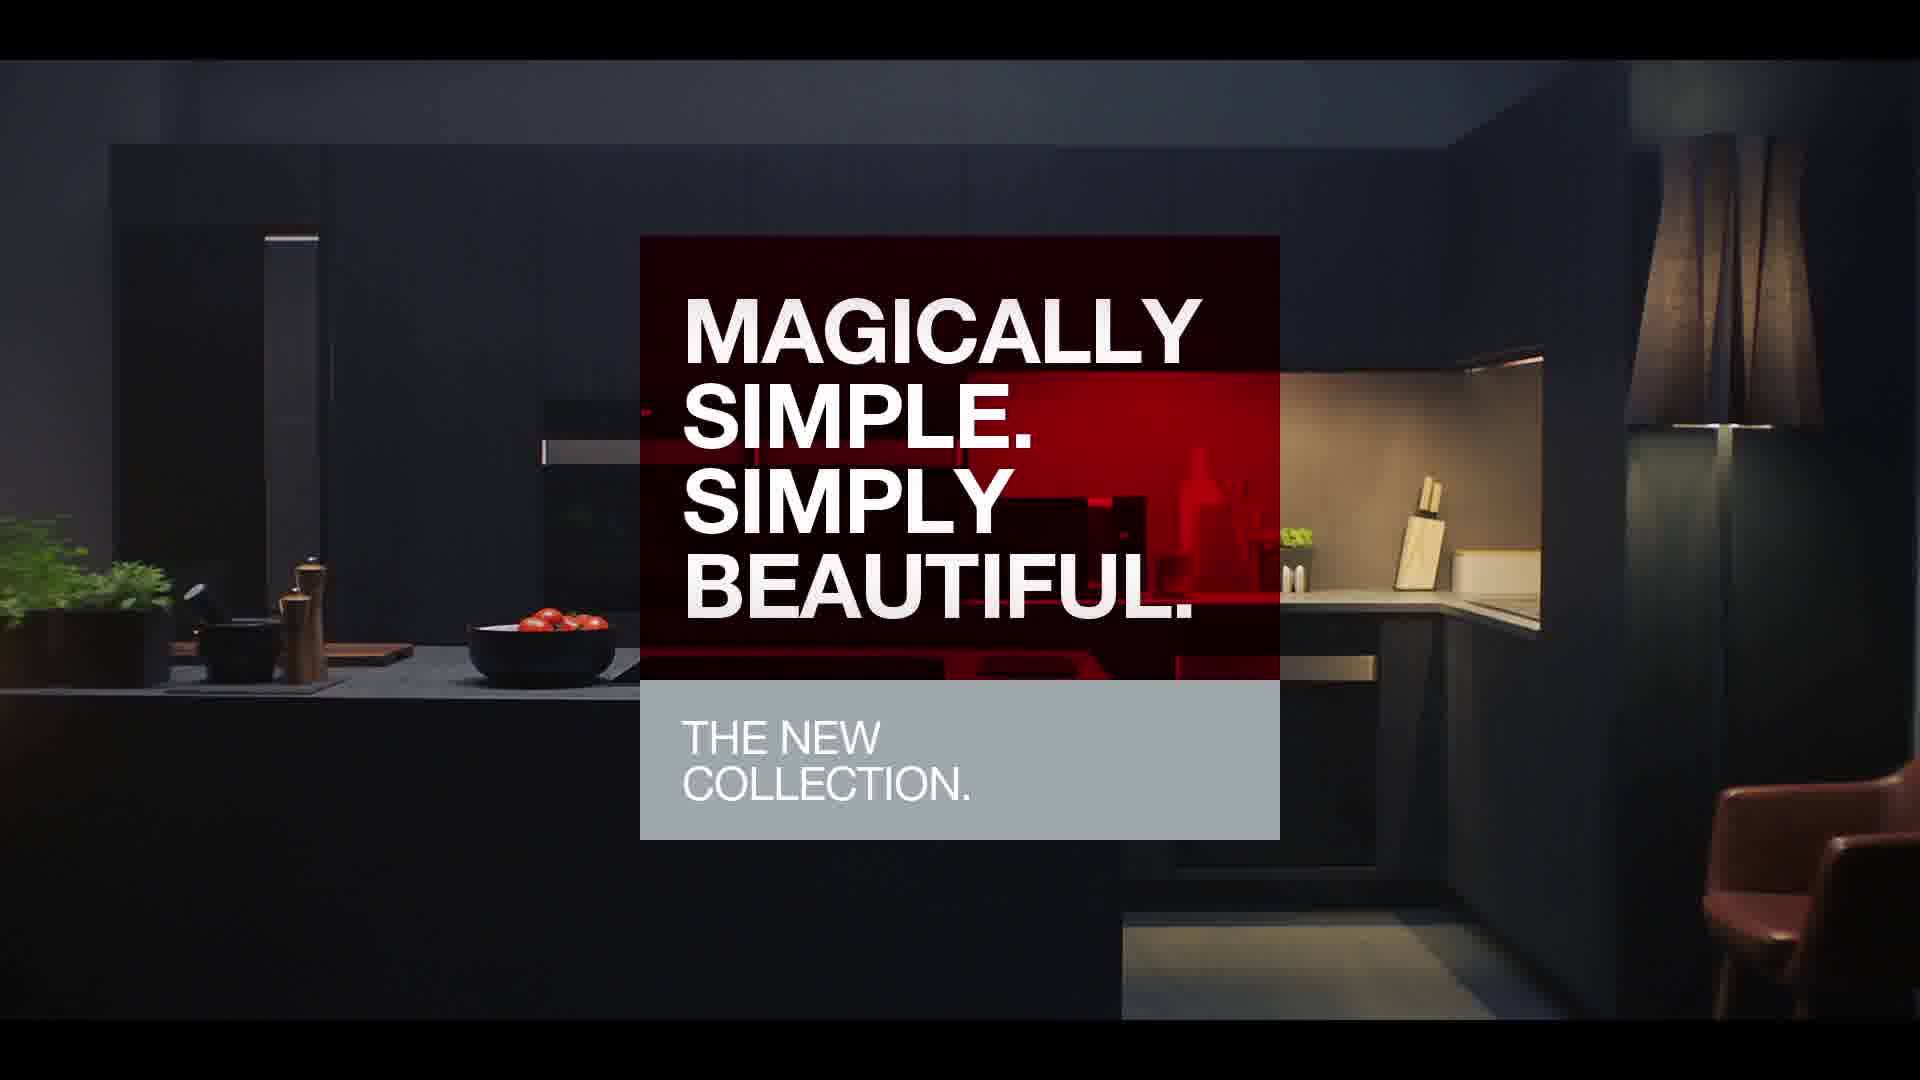 MAGICALLY
SIMPLE.
SIMPLY
BEAUTIFUL.
THE NEW
COLLECTION.